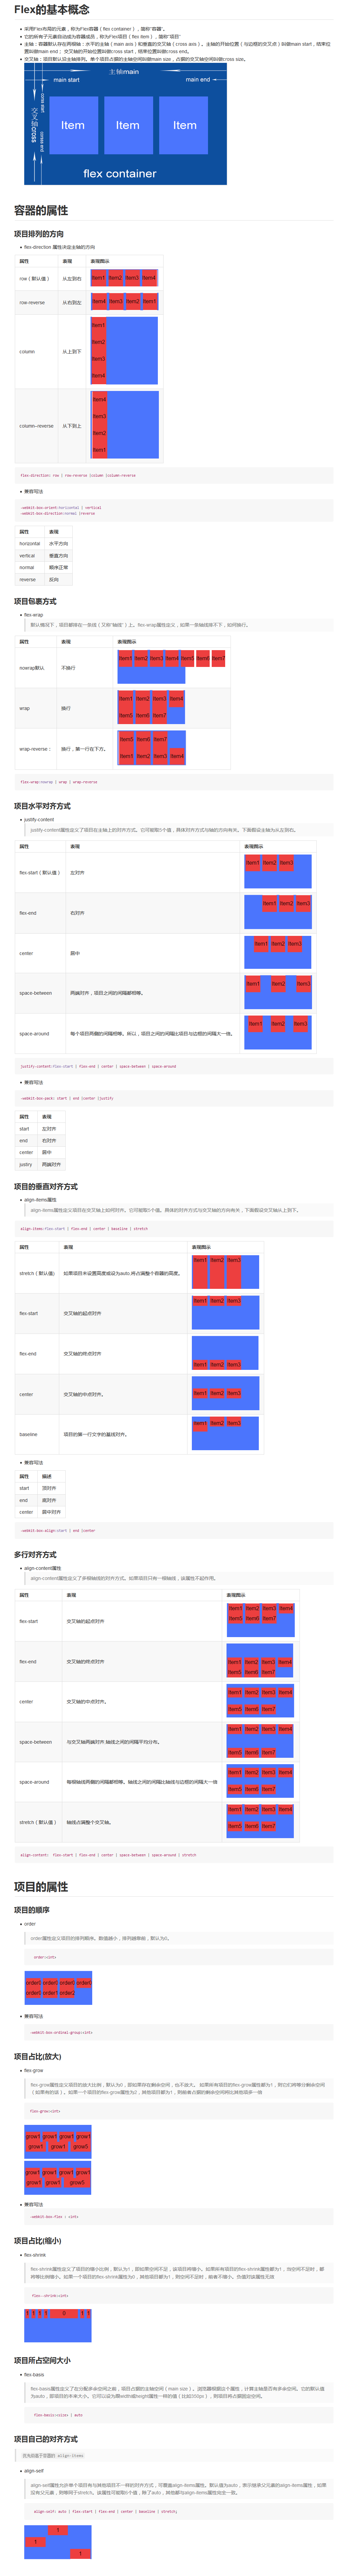 Flex的基本概念
采用Flex布局的元素，称为Flex容器（flex container），简称"容器"。
它的所有子元素自动成为容器成员，称为Flex项目（flex item），简称"项目"
主轴：容器默认存在两根轴：水平的主轴（main axis）和垂直的交叉轴（cross axis）。主轴的开始位置（与边框的交叉点）叫做main start，结束位
置叫做main end； 交叉轴的开始位置叫做cross start，结束位置叫做cross end。
交叉轴：项目默认沿主轴排列。单个项目占据的主轴空间叫做main size，占据的交叉轴空间叫做cross size。
主轴main
main start
main end
cross start
交叉轴cross
cross end
Item Item Item
flex container
容器的属性
项目排列的方向
flex-direction 属性决定主轴的方向
属性 表现 表现图示
row（默认值） 从左到右 Item1 Item2 Item3 Item4
row-reverse 从右到左 Item4 Item3 Item2 Item1
column 从上到下
Item1
Item2
Item3
Item4
column-reverse 从下到上
Item4
Item3
Item2
Item1
flex-direction: row | row-reverse |column |column-reverse
兼容写法
-webkit-box-orient:horizontal | vertical
-webkit-box-direction:normal |reverse
属性 表现
horizontal 水平方向
vertical 垂直方向
normal 顺序正常
reverse 反向
项目包裹方式
flex-wrap
默认情况下，项目都排在一条线（又称"轴线"）上。flex-wrap属性定义，如果一条轴线排不下，如何换行。
属性 表现 表现图示
nowrap默认 不换行 Item1 Item2 Item3 Item4 Item5 Item6 Item7
wrap 换行
Item1 Item2 Item3 Item4
Item5 Item6 Item7
wrap-reverse： 换行，第一行在下方。
Item5 Item6 Item7
Item1 Item2 Item3 Item4
flex-wrap:nowrap | wrap | wrap-reverse
项目水平对齐方式
justify-content
justify-content属性定义了项目在主轴上的对齐方式。它可能取5个值，具体对齐方式与轴的方向有关。下面假设主轴为从左到右。
属性 表现 表现图示
flex-start（默认值） 左对齐 Item1 Item2 Item3
flex-end 右对齐 Item1 Item2 Item3
center 居中 Item1 Item2 Item3
space-between 两端对齐，项目之间的间隔都相等。 Item1 Item2 Item3
space-around 每个项目两侧的间隔相等。所以，项目之间的间隔比项目与边框的间隔大一倍。 Item1 Item2 Item3
justify-content:flex-start | flex-end | center | space-between | space-around
兼容写法
-webkit-box-pack: start | end |center |justify
属性 表现
start 左对齐
end 右对齐
center 居中
justiry 两端对齐
项目的垂直对齐方式
align-items属性
align-items属性定义项目在交叉轴上如何对齐。它可能取5个值。具体的对齐方式与交叉轴的方向有关，下面假设交叉轴从上到下。
align-items:flex-start | flex-end | center | baseline | stretch
属性 表现 表现图示
stretch（默认值） 如果项目未设置高度或设为auto,将占满整个容器的高度。 Item1 Item2 Item3
flex-start 交叉轴的起点对齐 Item1 Item2 Item3
flex-end 交叉轴的终点对齐 Item1 Item2 Item3
center 交叉轴的中点对齐。 Item1 Item2 Item3
baseline 项目的第一行文字的基线对齐。 Item1 Item2 Item3
兼容写法
属性 描述
start 顶对齐
end 底对齐
center 居中对齐
-webkit-box-align:start | end |center
多行对齐方式
align-content属性
align-content属性定义了多根轴线的对齐方式。如果项目只有一根轴线，该属性不起作用。
属性 表现 表现图示
flex-start 交叉轴的起点对齐
Item1 Item2 Item3 Item4
Item5 Item6 Item7
flex-end 交叉轴的终点对齐
Item1 Item2 Item3 Item4
Item5 Item6 Item7
center 交叉轴的中点对齐。
Item1 Item2 Item3 Item4
Item5 Item6 Item7
space-between 与交叉轴两端对齐,轴线之间的间隔平均分布。
Item1 Item2 Item3 Item4
Item5 Item6 Item7
space-around 每根轴线两侧的间隔都相等。轴线之间的间隔比轴线与边框的间隔大一倍
Item1 Item2 Item3 Item4
Item5 Item6 Item7
stretch（默认值） 轴线占满整个交叉轴。
Item1 Item2 Item3 Item4
Item5 Item6 Item7
align-content: flex-start | flex-end | center | space-between | space-around | stretch
项目的属性
项目的顺序
order
order属性定义项目的排列顺序。数值越小，排列越靠前，默认为0。
order:<int>
兼容写法
-webkit-box-ordinal-group:<int>
项目占比(放大)
flex-grow
flex-grow属性定义项目的放大比例，默认为0，即如果存在剩余空间，也不放大。 如果所有项目的flex-grow属性都为1，则它们将等分剩余空间
（如果有的话）。如果一个项目的flex-grow属性为2，其他项目都为1，则前者占据的剩余空间将比其他项多一倍
flex-grow:<int>
grow1 grow1 grow1 grow1
grow1 grow1 grow5
grow1 grow1 grow1 grow1
grow1 grow1 grow5
兼容写法
-webkit-box-flex : <int>
项目占比(缩小)
flex-shrink
flex-shrink属性定义了项目的缩小比例，默认为1，即如果空间不足，该项目将缩小。如果所有项目的flex-shrink属性都为1，当空间不足时，都
将等比例缩小。如果一个项目的flex-shrink属性为0，其他项目都为1，则空间不足时，前者不缩小。负值对该属性无效
flex-shrink:<int>
1 1 1 1 0 1 1
项目所占空间大小
flex-basis
flex-basis属性定义了在分配多余空间之前，项目占据的主轴空间（main size）。浏览器根据这个属性，计算主轴是否有多余空间。它的默认值
为auto，即项目的本来大小。它可以设为跟width或height属性一样的值（比如350px），则项目将占据固定空间。
flex-basis:<size> | auto
项目自己的对齐方式
align-self
align-self属性允许单个项目有与其他项目不一样的对齐方式，可覆盖align-items属性。默认值为auto，表示继承父元素的align-items属性，如果
没有父元素，则等同于stretch。该属性可能取6个值，除了auto，其他都与align-items属性完全一致。
align-self: auto | flex-start | flex-end | center | baseline | stretch;
1
1
1